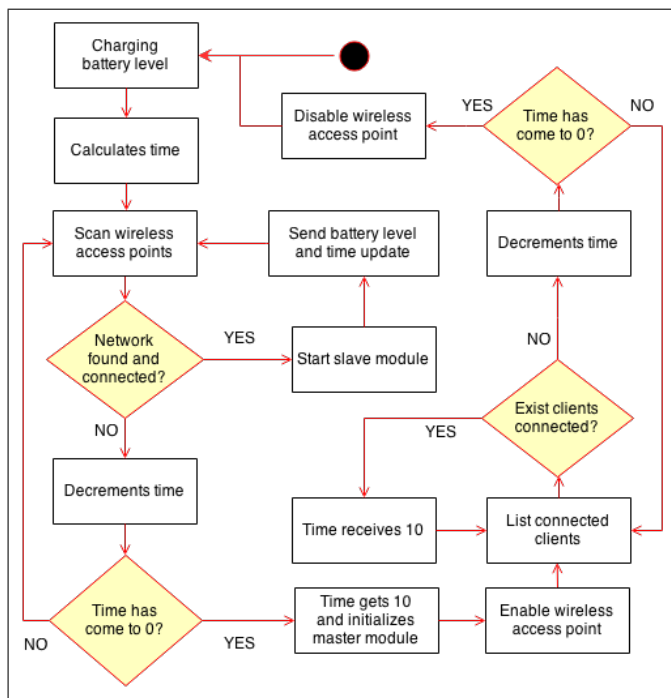 Charging
battery level
Calculates time
Scan wireless
access points
Network
found and
connected?
YES
Start slave module
Send battery level
and time update
NO
Decrements time
Time has
come to 0?
NO
YES
Time gets 10
and initializes
master module
Enable wireless
access point
List connected
clients
Exist clients
connected?
YES
Time receives 10
NO
Decrements time
Time has
come to 0?
YES
NO
Disable wireless
access point